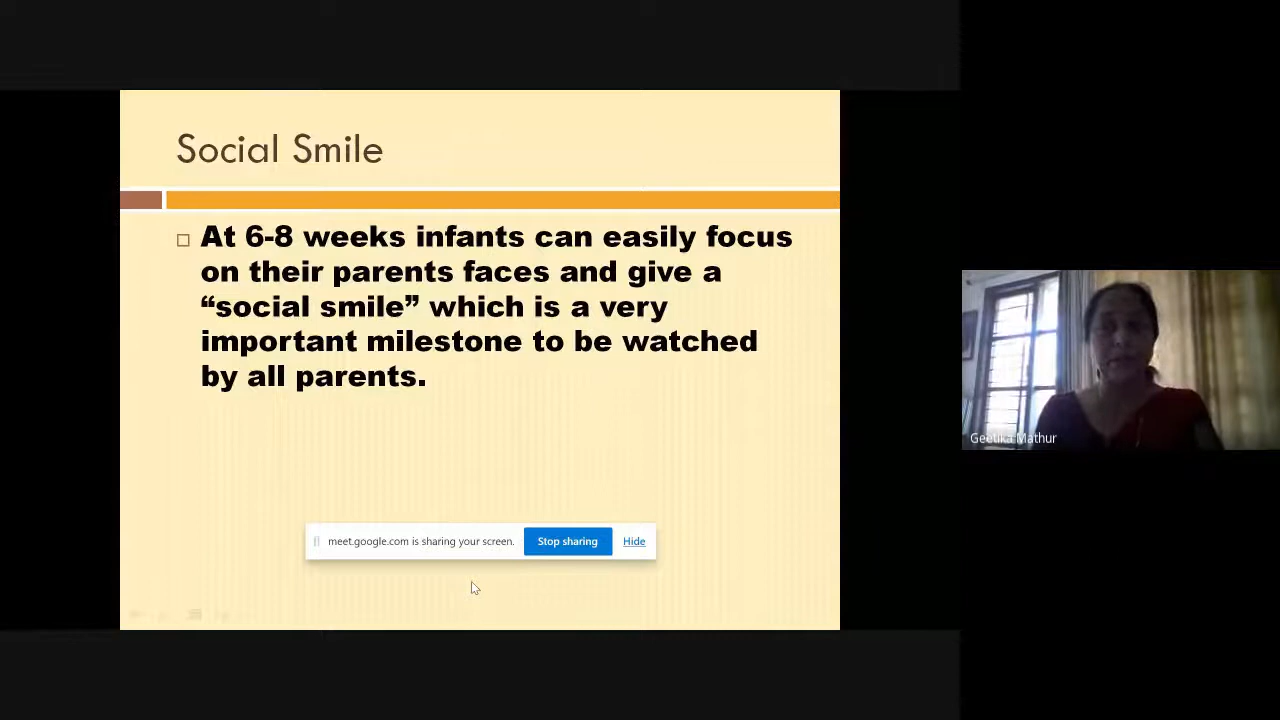 Social Smile
At 6-8 weeks infants can easily focus
on their parents faces and give a
“social smile” which is a very
important milestone to be watched
by all parents.
meet.google.com is sharing your screen.
Stop sharing
Hide
Geetika Mathur